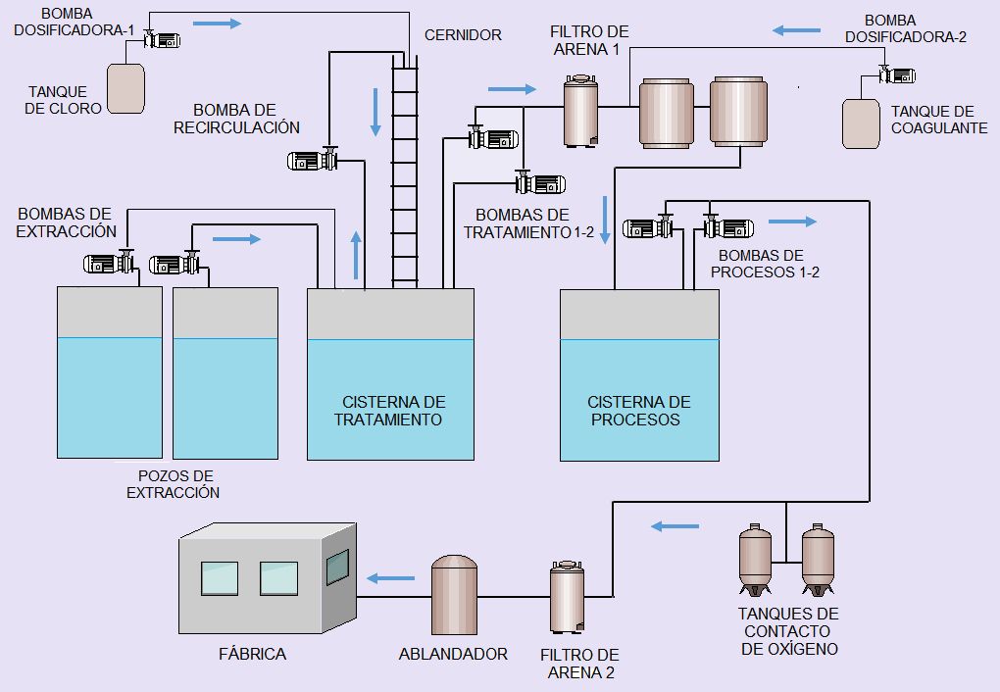 BOMBA
DOSIFICADORA-1
TANQUE
DE CLORO
CERNIDOR
BOMBA DE
RECIRCULACIÓN
FILTRO DE
ARENA 1
BOMBA
DOSIFICADORA-2
TANQUE DE
COAGULANTE
BOMBAS DE
EXTRACCIÓN
BOMBAS DE
TRATAMIENTO 1-2
BOMBAS DE
PROCESOS 1-2
CISTERNA DE
TRATAMIENTO
CISTERNA DE
PROCESOS
POZOS DE
EXTRACCIÓN
FÁBRICA
ABLANDADOR
FILTRO DE
ARENA 2
TANQUES DE
CONTACTO
DE OXÍGENO